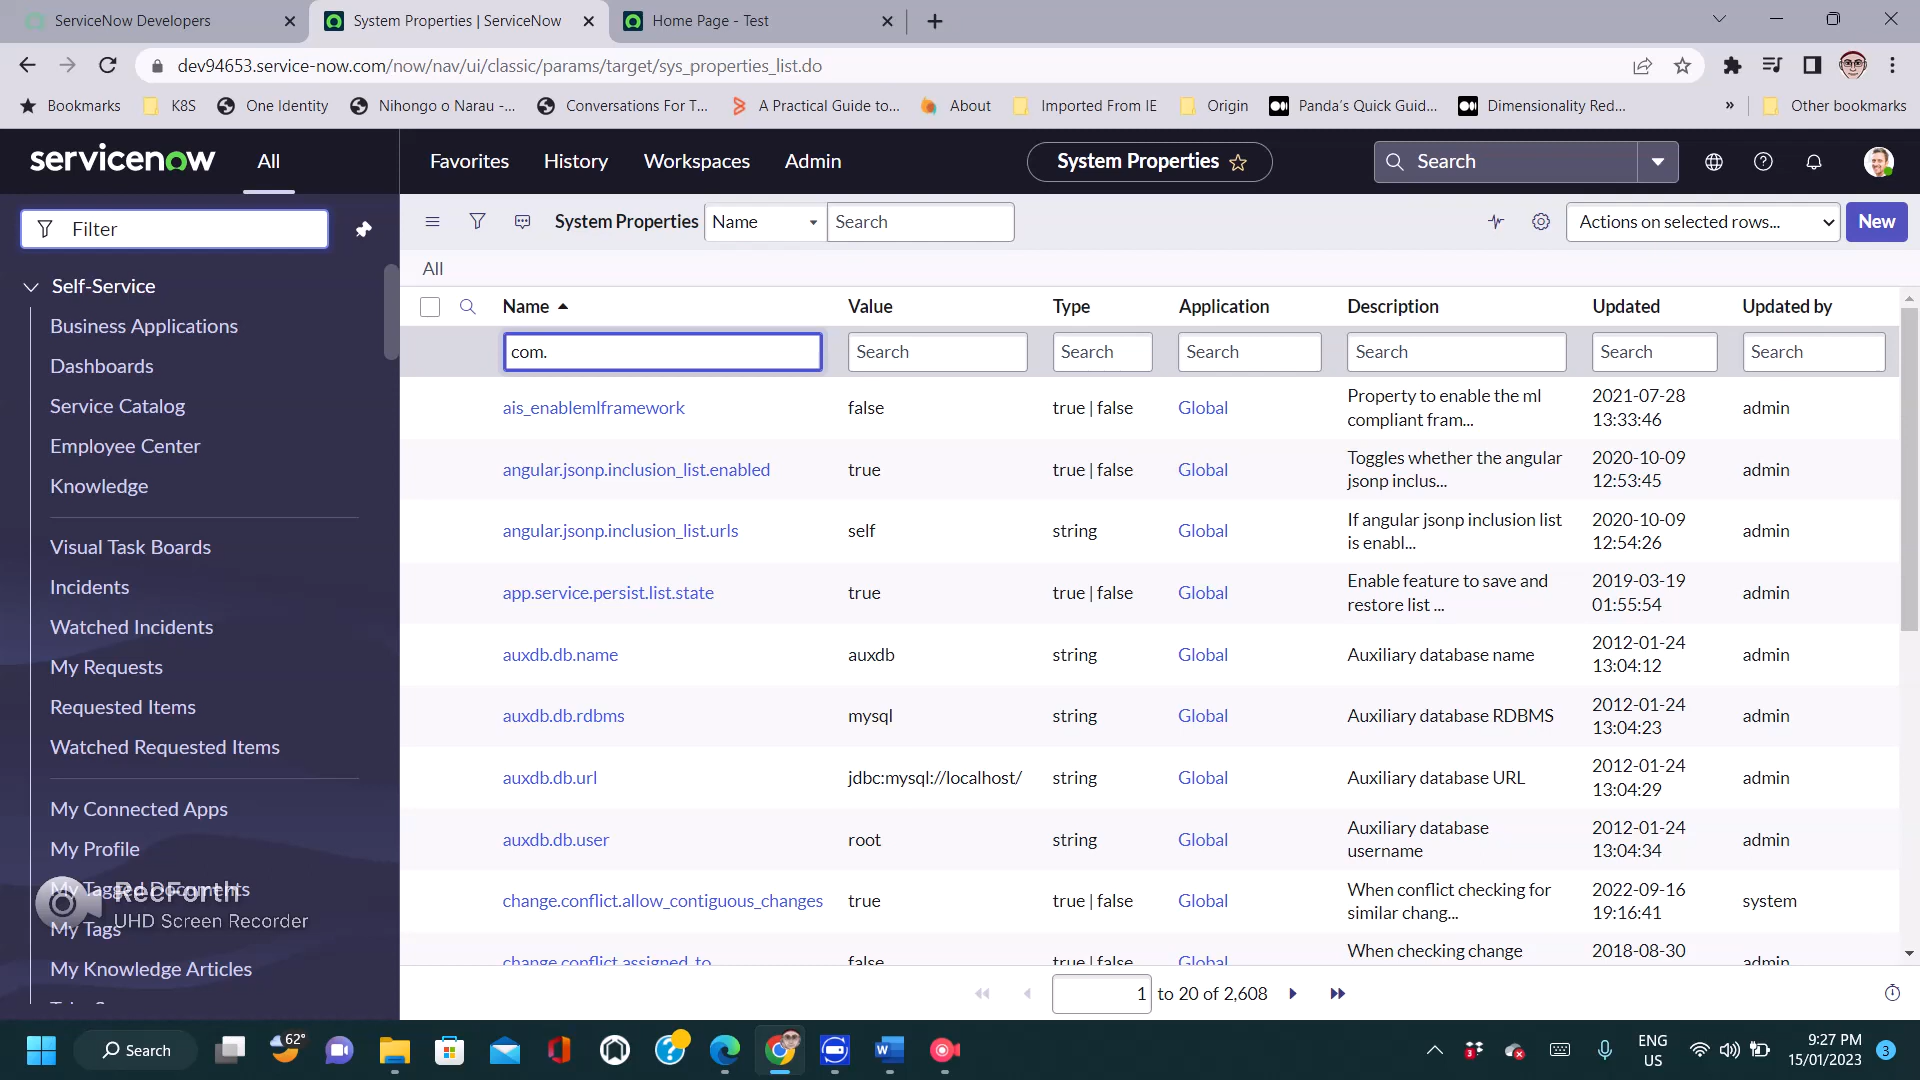 ServiceNow Developers
System Properties | ServiceNow
Home Page - Test
dev94653.service-now.com/now/nav/ui/classic/params/target/sys_properties_list.do
Bookmarks K8S One Identity Nihongo o Narau -... Conversations For T... A Practical Guide to... About Imported From IE Origin Panda's Quick Guid... Dimensionality Red... » Other bookmarks
servicenow All Favorites History Workspaces Admin System Properties Search
Filter
System Properties Name Search Actions on selected rows... New
All
Name Value Type Application Description Updated Updated by
com. Search Search Search Search Search Search
ais_enablemlframework false true | false Global Property to enable the ml compliant fram... 2021-07-28 13:33:46 admin
angular.jsonp.inclusion_list.enabled true true | false Global Toggles whether the angular jsonp inclus... 2020-10-09 12:53:45 admin
angular.jsonp.inclusion_list.urls self string Global If angular jsonp inclusion list is enabl... 2020-10-09 12:54:26 admin
app.service.persist.list.state true true | false Global Enable feature to save and restore list ... 2019-03-19 01:55:54 admin
auxdb.db.name auxdb string Global Auxiliary database name 2012-01-24 13:04:12 admin
auxdb.db.rdbms mysql string Global Auxiliary database RDBMS 2012-01-24 13:04:23 admin
auxdb.db.url jdbc:mysql://localhost/ string Global Auxiliary database URL 2012-01-24 13:04:29 admin
auxdb.db.user root string Global Auxiliary database username 2012-01-24 13:04:34 admin
change.conflict.allow_contiguous_changes true true | false Global When conflict checking for similar chang... 2022-09-16 19:16:41 system
change.conflict.assigned_to false true | false Global When checking change 2018-08-30 admin
1 to 20 of 2,608
Self-Service
Business Applications
Dashboards
Service Catalog
Employee Center
Knowledge
Visual Task Boards
Incidents
Watched Incidents
My Requests
Requested Items
Watched Requested Items
My Connected Apps
My Profile
My Tagged Documents
My Tags
My Knowledge Articles
RecForth
UHD Screen Recorder
Search
62°
ENG
US
9:27 PM
15/01/2023
3